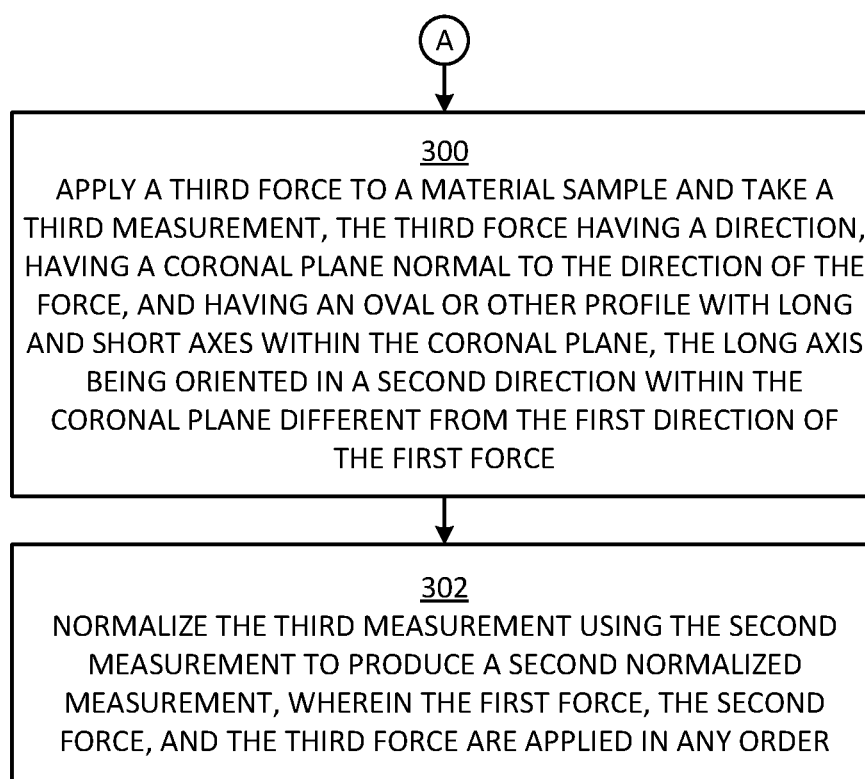 A
300
APPLY A THIRD FORCE TO A MATERIAL SAMPLE AND TAKE A
THIRD MEASUREMENT, THE THIRD FORCE HAVING A DIRECTION,
HAVING A CORONAL PLANE NORMAL TO THE DIRECTION OF THE
FORCE, AND HAVING AN OVAL OR OTHER PROFILE WITH LONG
AND SHORT AXES WITHIN THE CORONAL PLANE, THE LONG AXIS
BEING ORIENTED IN A SECOND DIRECTION WITHIN THE
CORONAL PLANE DIFFERENT FROM THE FIRST DIRECTION OF
THE FIRST FORCE
302
NORMALIZE THE THIRD MEASUREMENT USING THE SECOND
MEASUREMENT TO PRODUCE A SECOND NORMALIZED
MEASUREMENT, WHEREIN THE FIRST FORCE, THE SECOND
FORCE, AND THE THIRD FORCE ARE APPLIED IN ANY ORDER